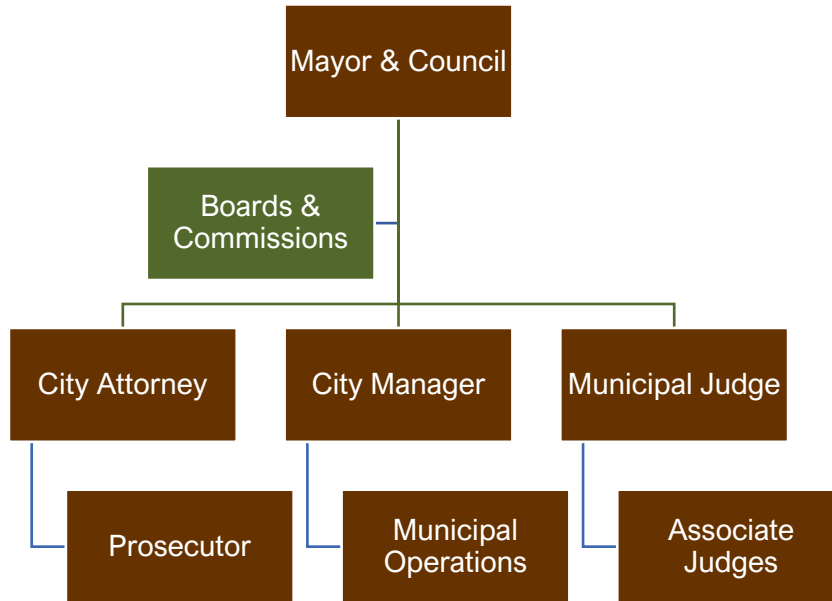 Mayor & Council
Boards &
Commissions
City Attorney
City Manager
Municipal Judge
Prosecutor
Municipal
Operations
Associate
Judges